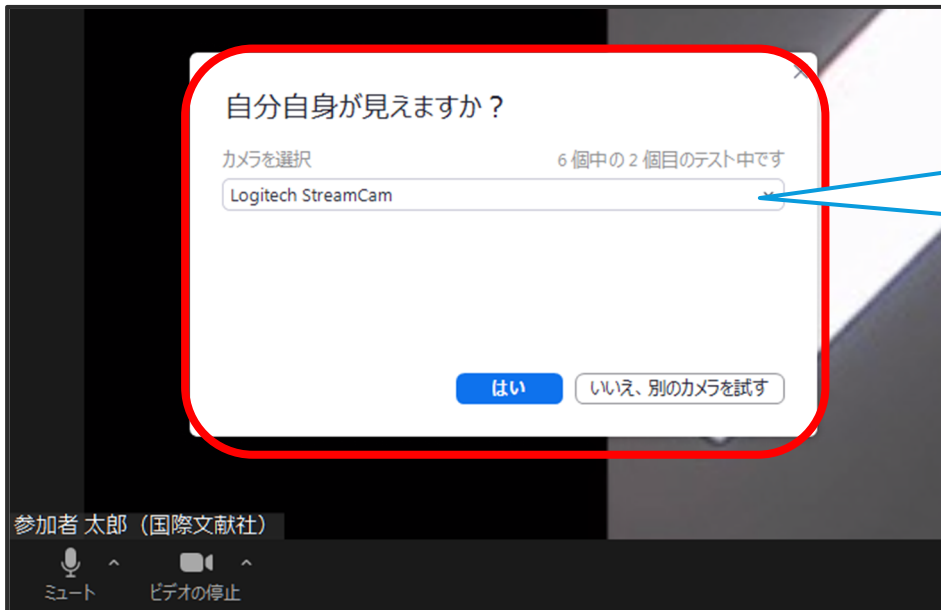 自分自身が見えますか？
カメラを選択
6 個中の 2 個目のテスト中です
Logitech StreamCam
はい
いいえ、別のカメラを試す
参加者 太郎（国際文献社）
ミュート
ビデオの停止